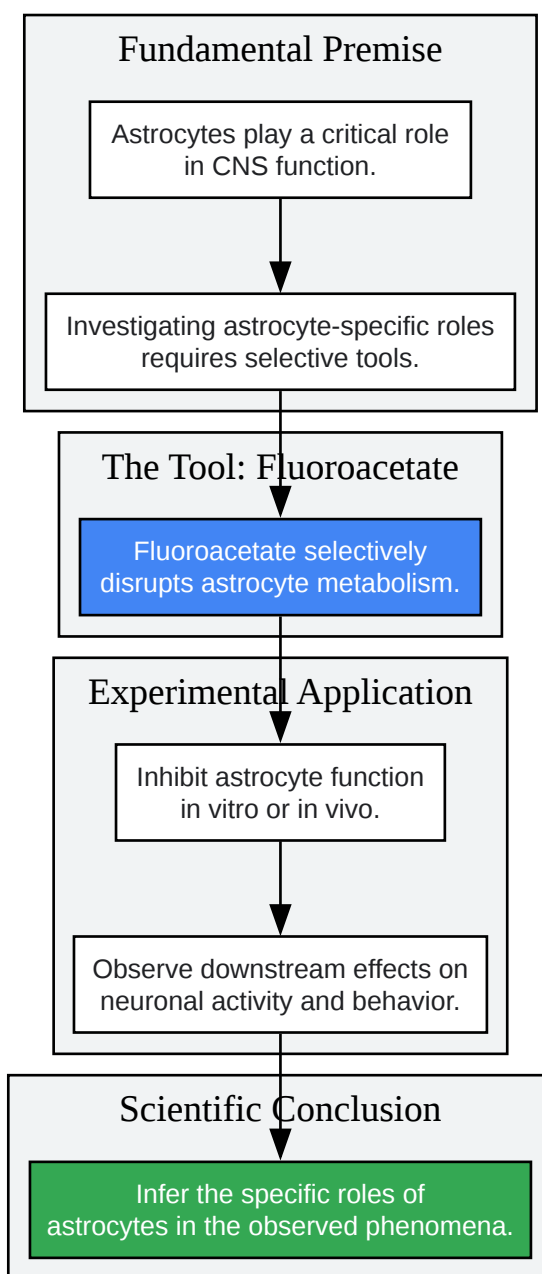 Fundamental Premise
Astrocytes play a critical role
in CNS function.
Investigating astrocyte-specific roles
requires selective tools.
The Tool: Fluoroacetate
Fluoroacetate selectively
disrupts astrocyte metabolism.
Experimental Application
Inhibit astrocyte function
in vitro or in vivo.
Observe downstream effects on
neuronal activity and behavior.
Scientific Conclusion
Infer the specific roles of
astrocytes in the observed phenomena.